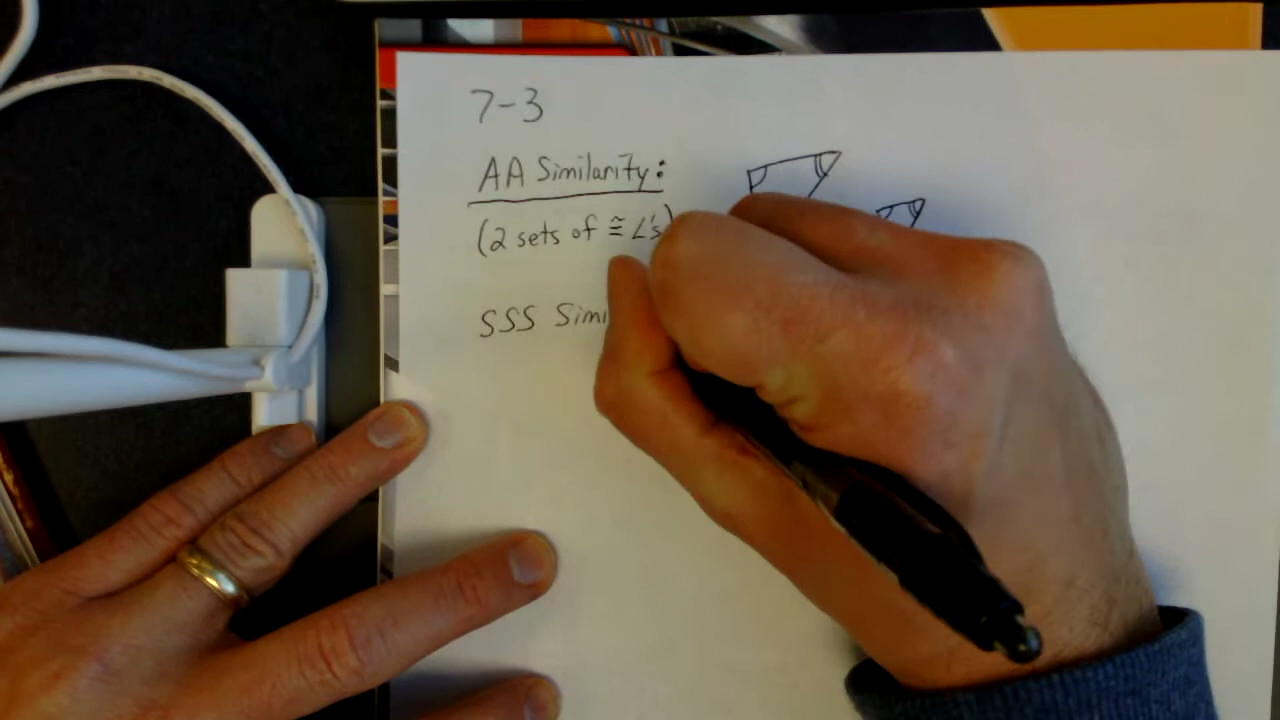 7-3
AA Similarity:
(2 sets of ≅ ∠'s)
SSS Simi